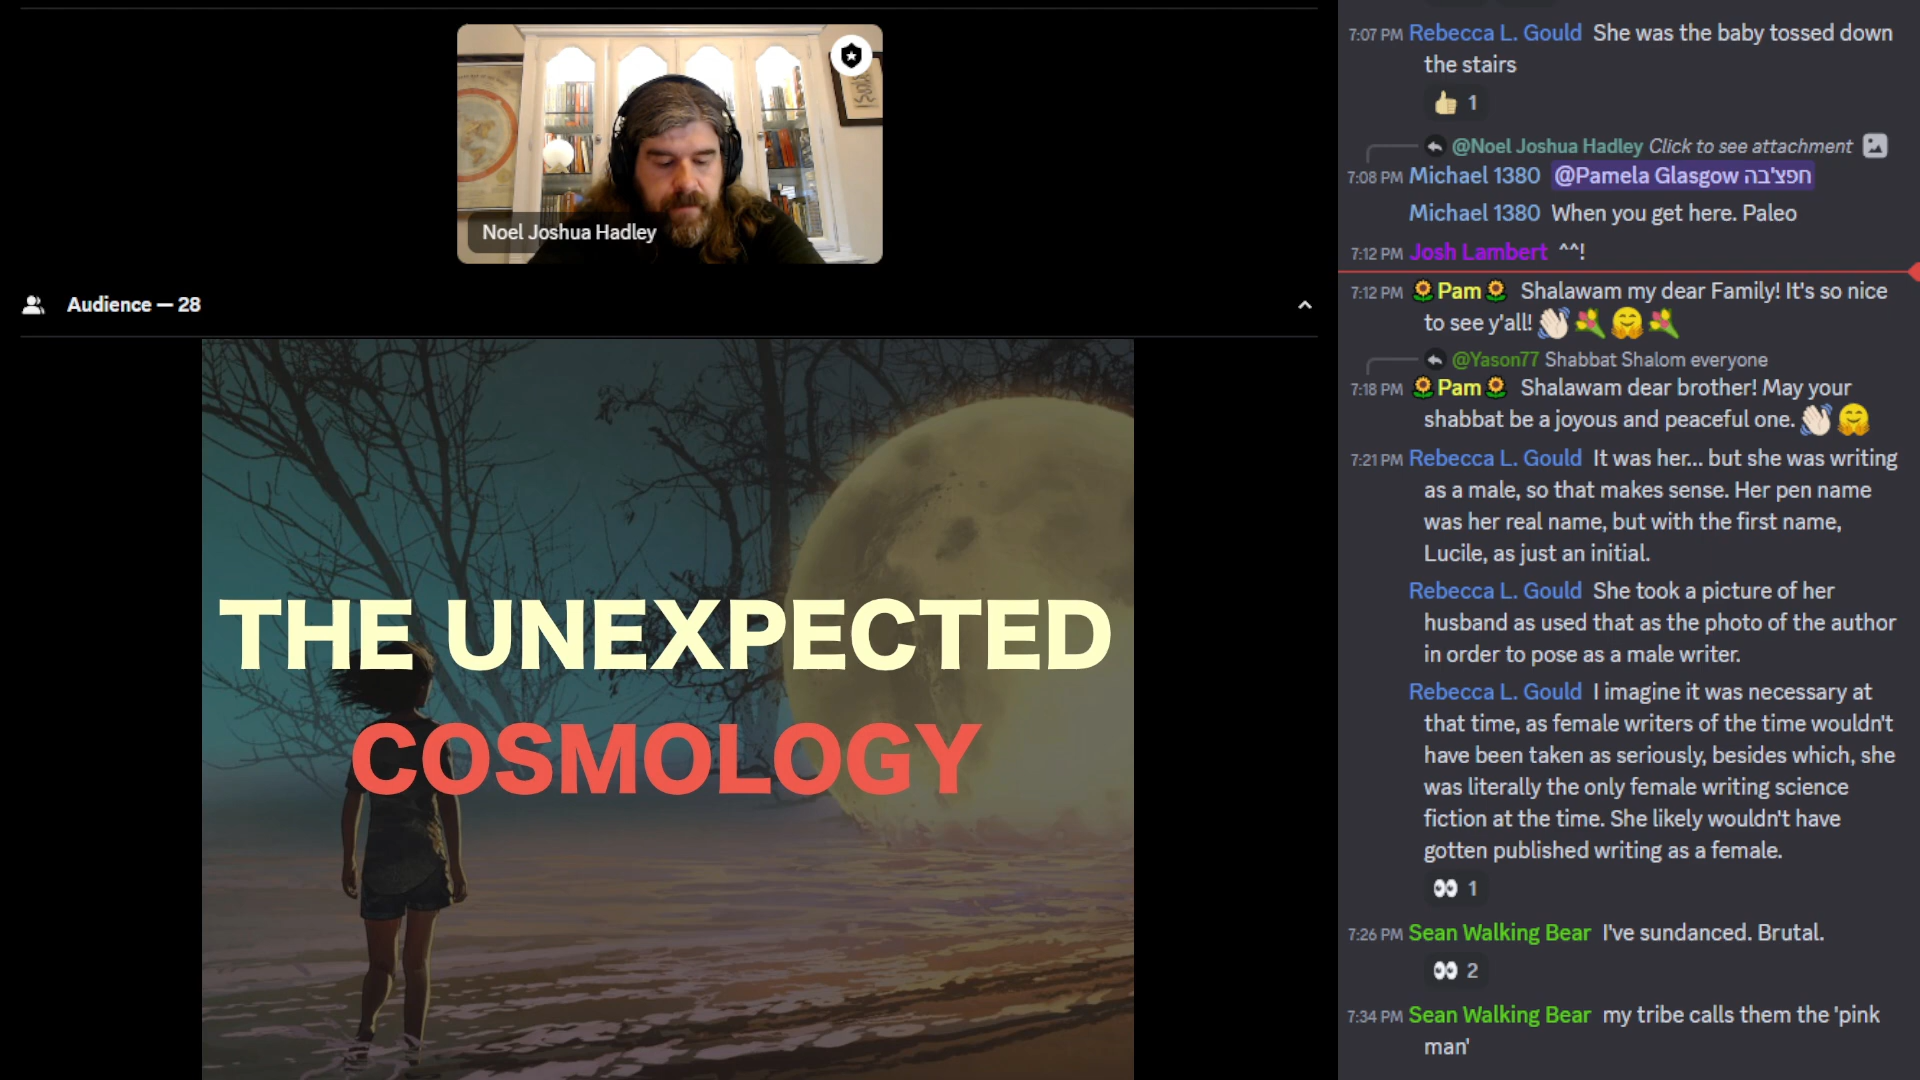 Noel Joshua Hadley
Audience — 28
THE UNEXPECTED
COSMOLOGY
7:07 PM Rebecca L. Gould She was the baby tossed down
the stairs
👍 1
@Noel Joshua Hadley Click to see attachment
7:08 PM Michael 1380 @Pamela Glasgow חפצ'בה
Michael 1380 When you get here. Paleo
7:12 PM Josh Lambert ^^!
7:12 PM 🌻Pam🌻 Shalawam my dear Family! It's so nice
to see y'all! 👋🏻🌷🤗🌷
@Yason77 Shabbat Shalom everyone
7:18 PM 🌻Pam🌻 Shalawam dear brother! May your
shabbat be a joyous and peaceful one. 👋🏻🤗
7:21 PM Rebecca L. Gould It was her... but she was writing
as a male, so that makes sense. Her pen name
was her real name, but with the first name,
Lucile, as just an initial.
Rebecca L. Gould She took a picture of her
husband as used that as the photo of the author
in order to pose as a male writer.
Rebecca L. Gould I imagine it was necessary at
that time, as female writers of the time wouldn't
have been taken as seriously, besides which, she
was literally the only female writing science
fiction at the time. She likely wouldn't have
gotten published writing as a female.
👀 1
7:26 PM Sean Walking Bear I've sundanced. Brutal.
👀 2
7:34 PM Sean Walking Bear my tribe calls them the 'pink
man'